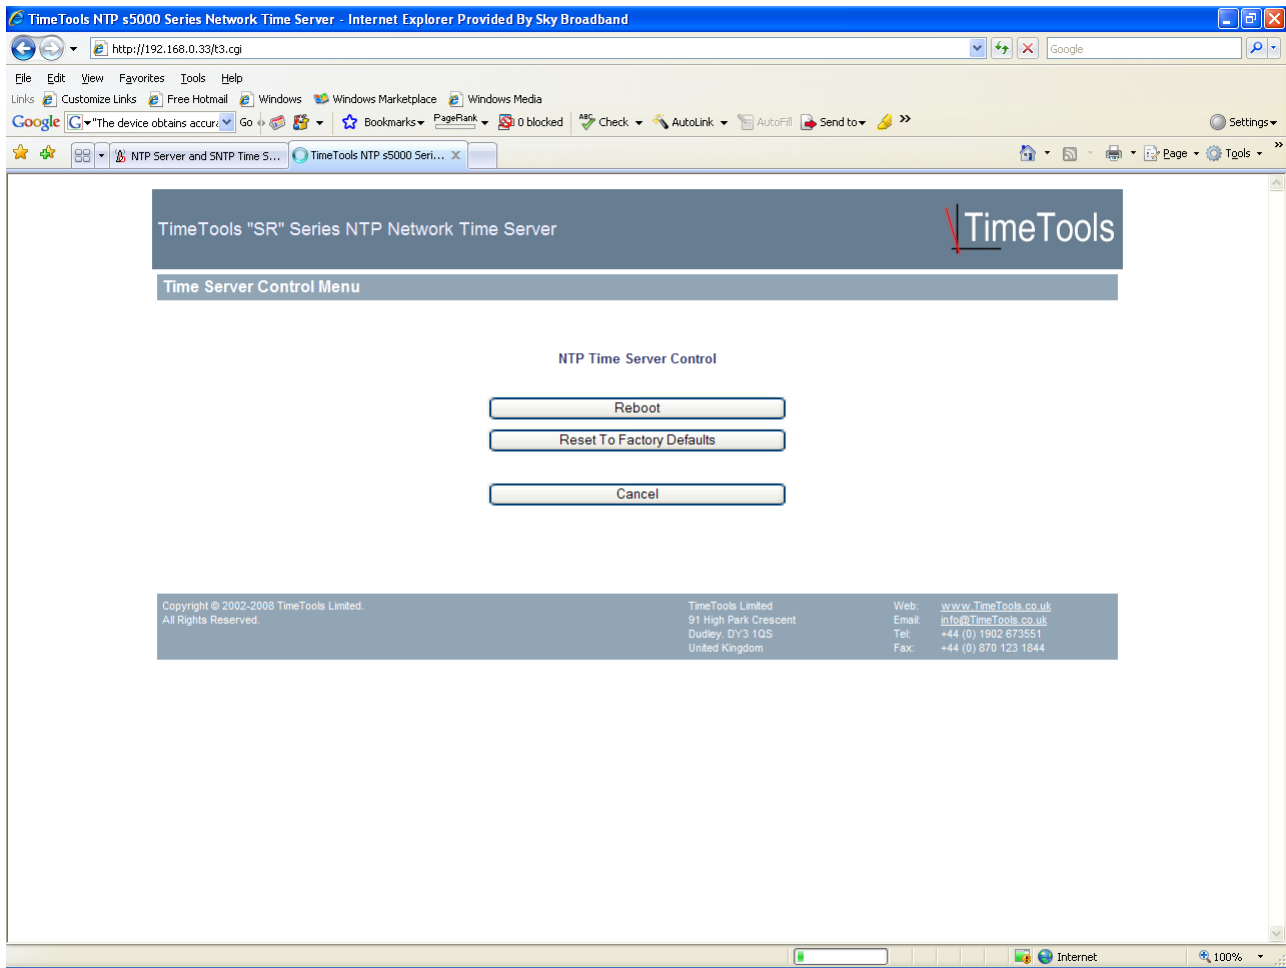 TimeTools NTP s5000 Series Network Time Server - Internet Explorer Provided By Sky Broadband
http://192.168.0.33/t3.cgi
Google
File Edit View Favorites Tools Help
Links Customize Links Free Hotmail Windows Windows Marketplace Windows Media
Google G "The device obtains accura Go Bookmarks PageRank 0 blocked ABC Check AutoLink AutoFill Send to Settings
NTP Server and SNTP Time S... TimeTools NTP s5000 Seri... X Page Tools
TimeTools "SR" Series NTP Network Time Server
TimeTools
Time Server Control Menu
NTP Time Server Control
Reboot
Reset To Factory Defaults
Cancel
Copyright © 2002-2008 TimeTools Limited.
All Rights Reserved.
TimeTools Limited
91 High Park Crescent
Dudley. DY3 1QS
United Kingdom
Web: www.TimeTools.co.uk
Email: info@TimeTools.co.uk
Tel: +44 (0) 1902 673551
Fax: +44 (0) 870 123 1844
Internet
100%